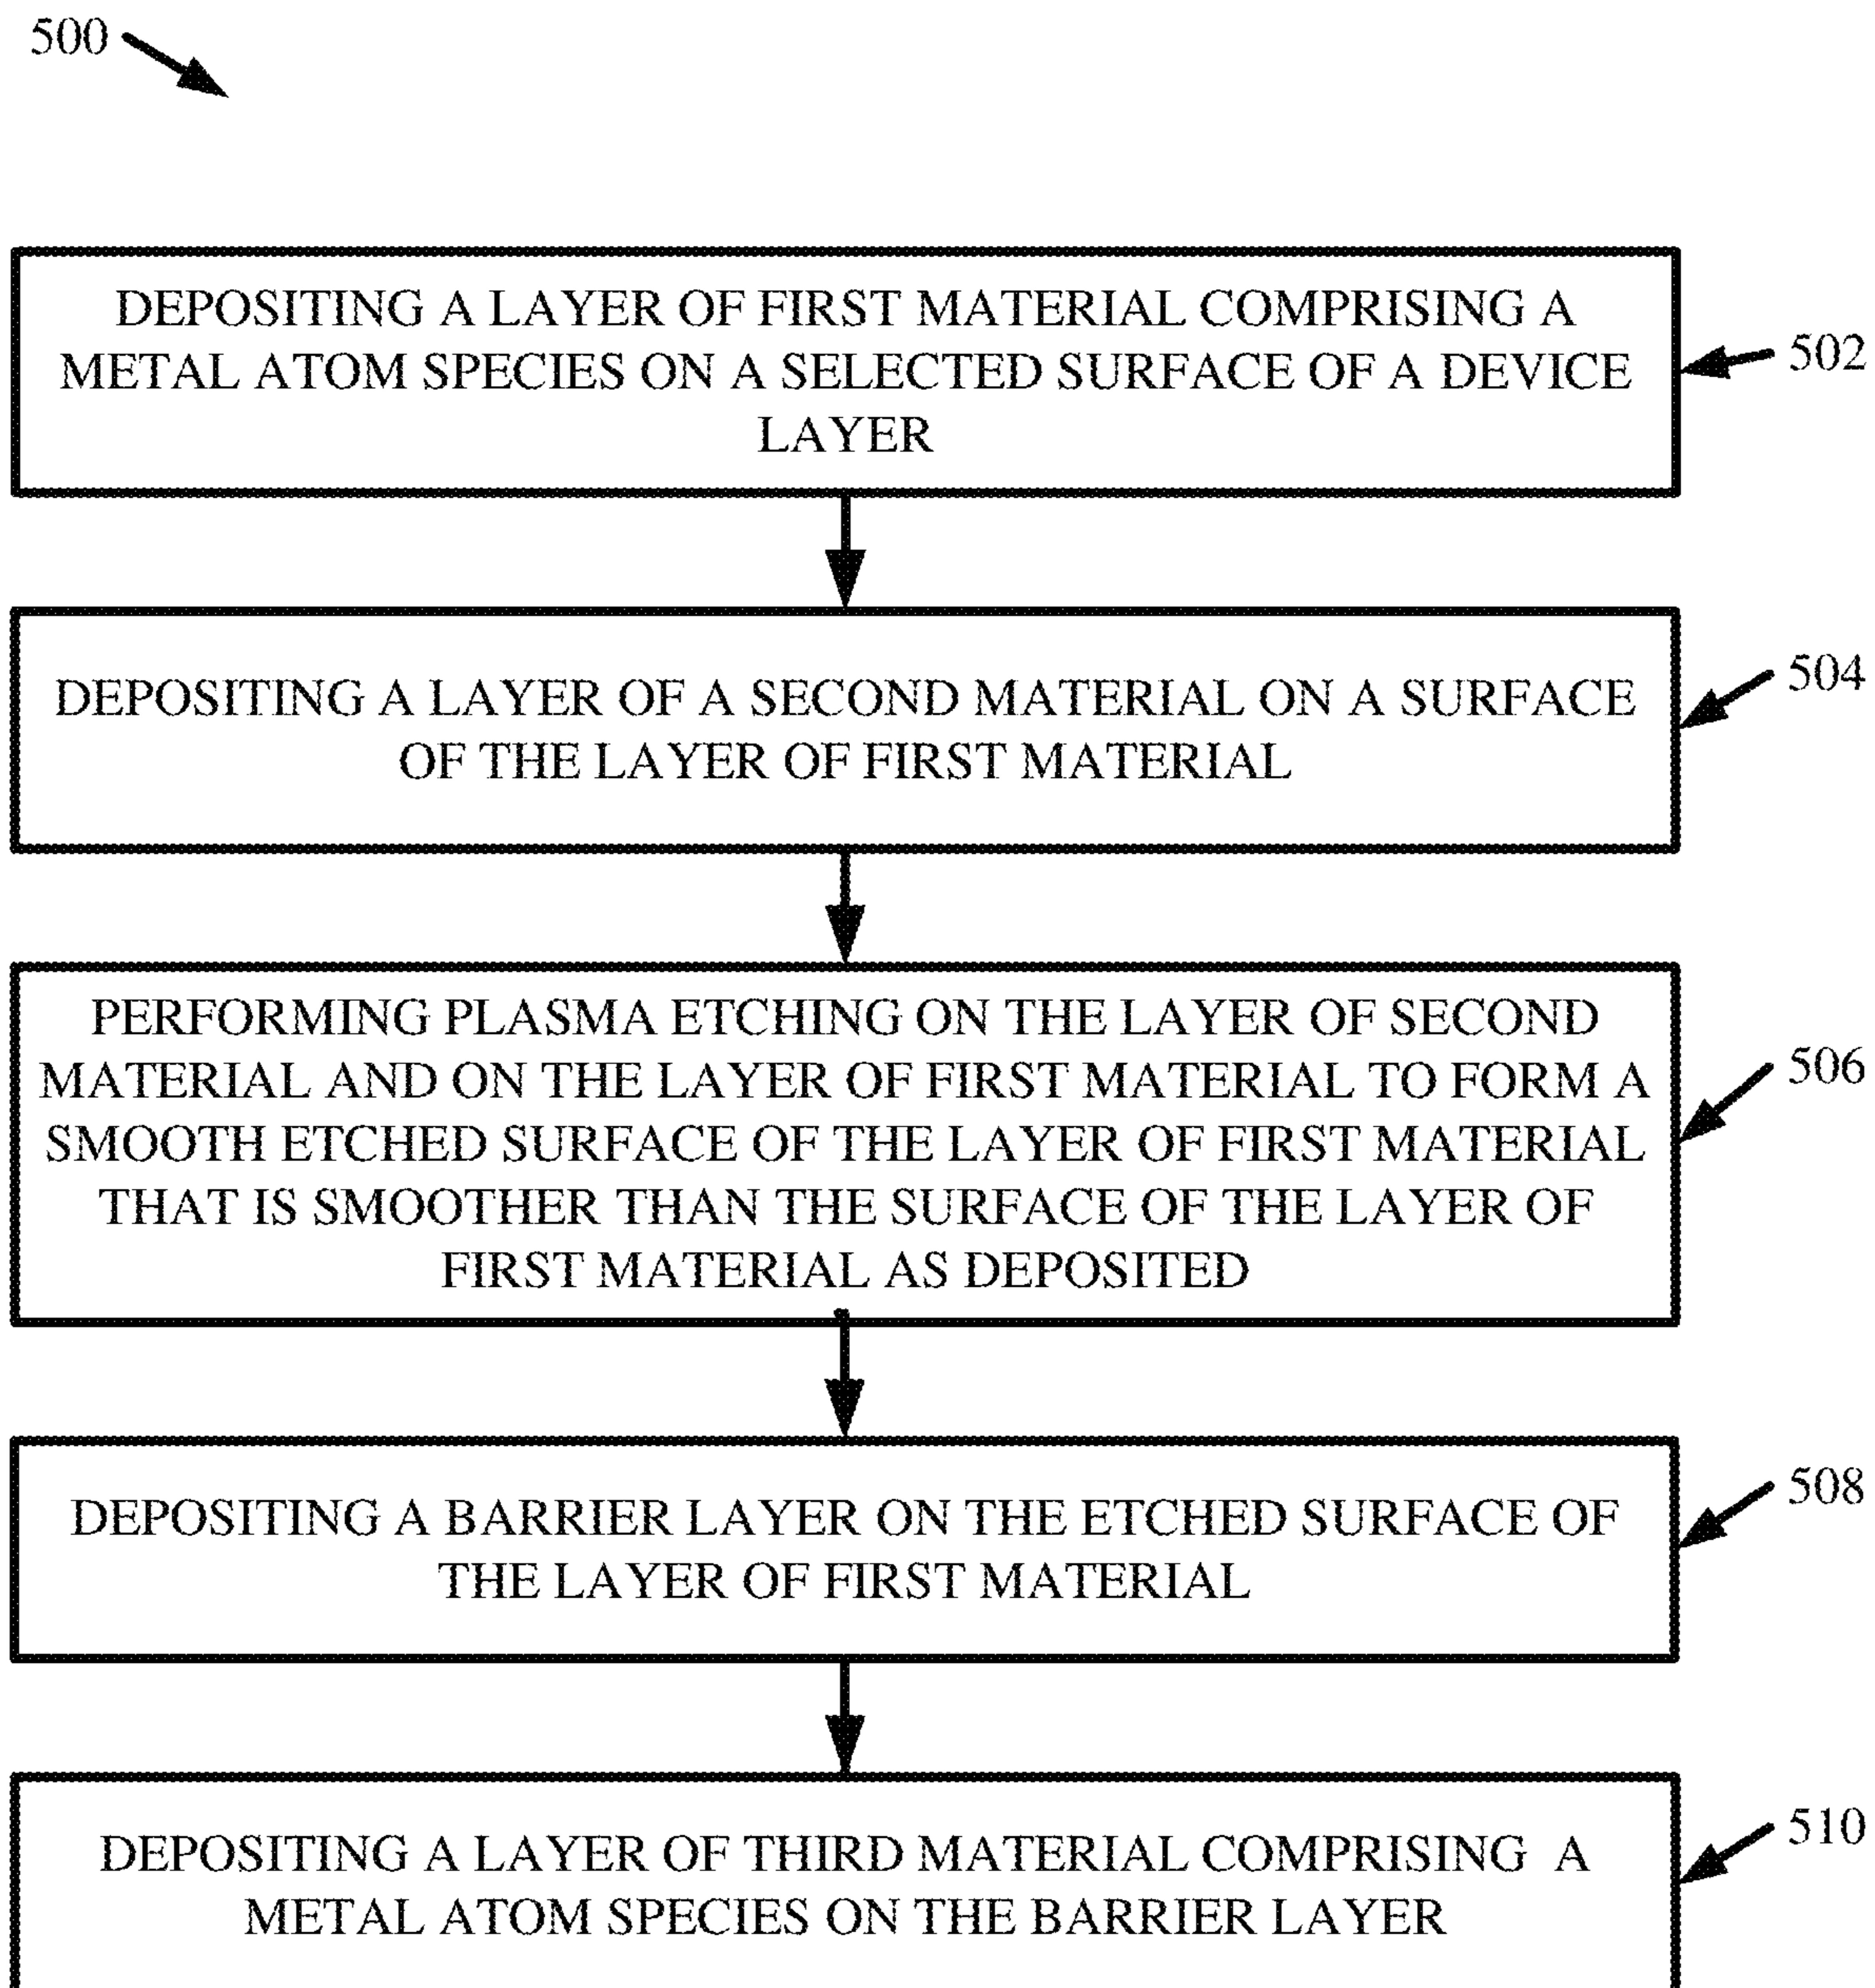 500
DEPOSITING A LAYER OF FIRST MATERIAL COMPRISING A
METAL ATOM SPECIES ON A SELECTED SURFACE OF A DEVICE
LAYER
502
DEPOSITING A LAYER OF A SECOND MATERIAL ON A SURFACE
OF THE LAYER OF FIRST MATERIAL
504
PERFORMING PLASMA ETCHING ON THE LAYER OF SECOND
MATERIAL AND ON THE LAYER OF FIRST MATERIAL TO FORM A
SMOOTH ETCHED SURFACE OF THE LAYER OF FIRST MATERIAL
THAT IS SMOOTHER THAN THE SURFACE OF THE LAYER OF
FIRST MATERIAL AS DEPOSITED
506
DEPOSITING A BARRIER LAYER ON THE ETCHED SURFACE OF
THE LAYER OF FIRST MATERIAL
508
DEPOSITING A LAYER OF THIRD MATERIAL COMPRISING A
METAL ATOM SPECIES ON THE BARRIER LAYER
510